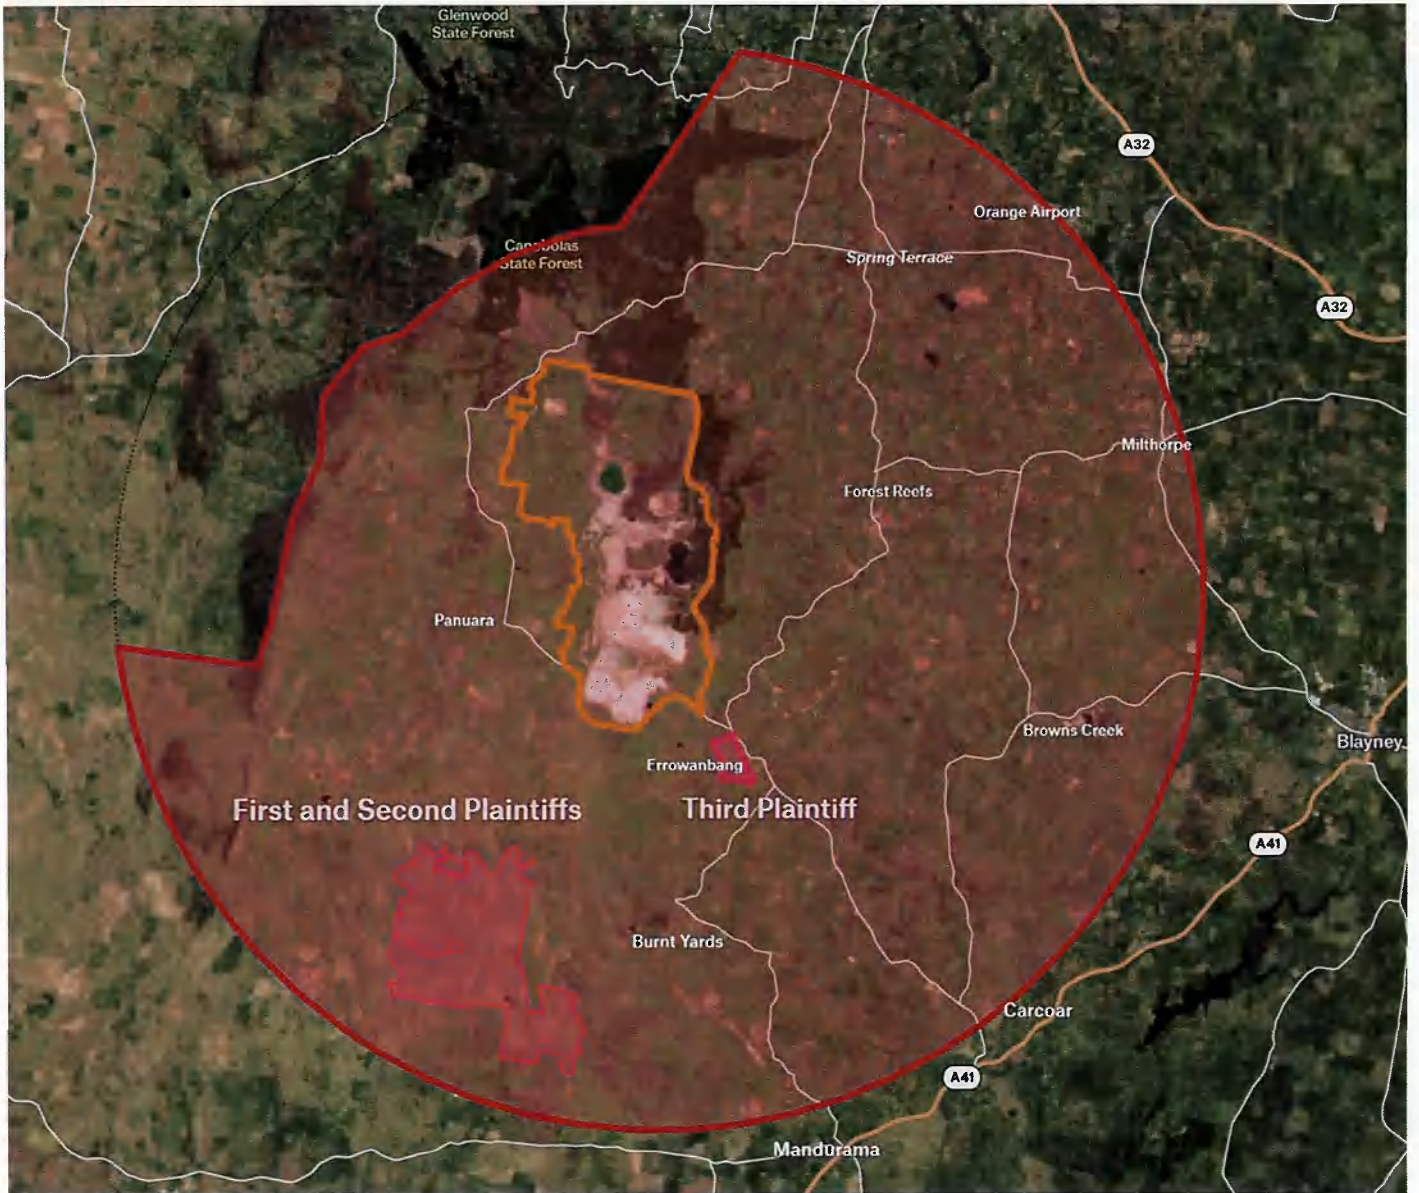 Glenwood
State Forest
A32
Orange Airport
Canobolas
State Forest
Spring Terrace
A32
Milthorpe
Forest Reefs
Panuara
Browns Creek
Blayney
Errowanbang
First and Second Plaintiffs
Third Plaintiff
A41
Burnt Yards
Carcoar
A41
Mandurama